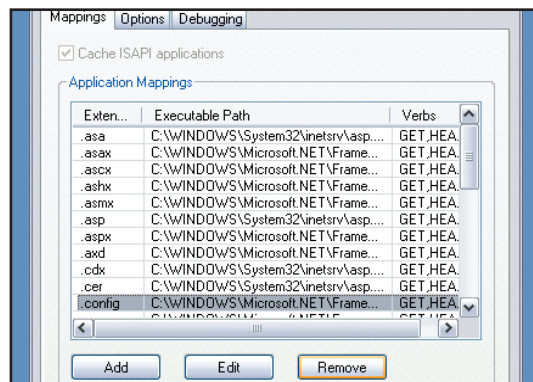 Mappings Options Debugging
Cache ISAPI applications
Application Mappings
Exten... Executable Path Verbs
.asa C:\WINDOWS\System32\inetsrv\asp.... GET,HEA.
.asax C:\WINDOWS\Microsoft.NET\Frame... GET,HEA.
.ascx C:\WINDOWS\Microsoft.NET\Frame... GET,HEA.
.ashx C:\WINDOWS\Microsoft.NET\Frame... GET,HEA.
.asmx C:\WINDOWS\Microsoft.NET\Frame... GET,HEA.
.asp C:\WINDOWS\System32\inetsrv\asp.... GET,HEA.
.aspx C:\WINDOWS\Microsoft.NET\Frame... GET,HEA.
.axd C:\WINDOWS\Microsoft.NET\Frame... GET,HEA.
.cdx C:\WINDOWS\System32\inetsrv\asp.... GET,HEA.
.cer C:\WINDOWS\System32\inetsrv\asp.... GET,HEA.
.config C:\WINDOWS\Microsoft.NET\Frame... GET,HEA.
Add Edit Remove